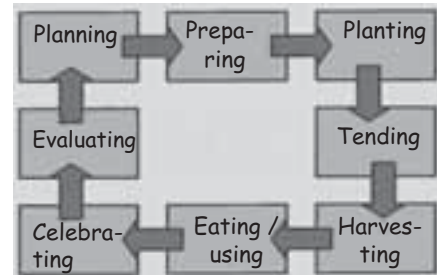 Planning
Prepa-
ring
Planting
Tending
Harves-
ting
Eating /
using
Celebra-
ting
Evaluating